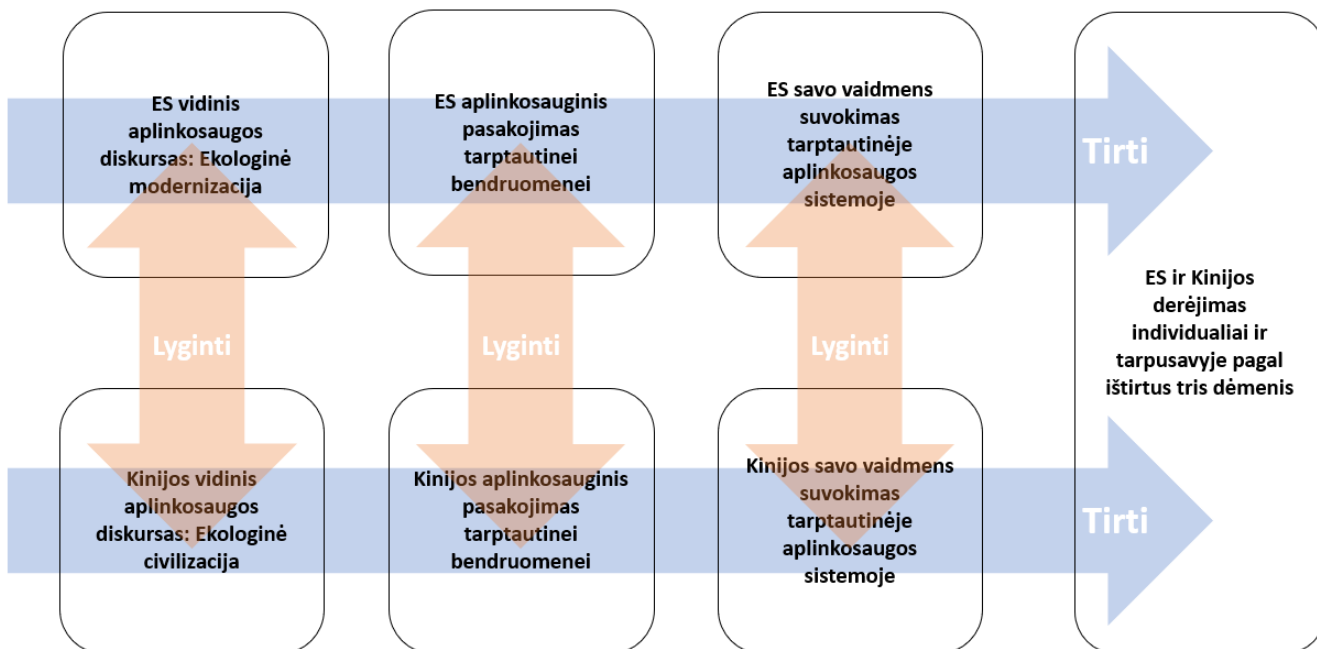 ES vidinis
aplinkosaugos
diskursas: Ekologinė
modernizacija
ES aplinkosauginis
pasakojimas
tarptautinei
bendruomenei
ES savo vaidmens
suvokimas
tarptautinėje
aplinkosaugos
sistemoje
Tirti
Lyginti
Lyginti
Lyginti
ES ir Kinijos
derėjimas
individualiai ir
tarpusavyje pagal
ištirtus tris dėmenis
Kinijos vidinis
aplinkosaugos
diskursas: Ekologinė
civilizacija
Kinijos aplinkosauginis
pasakojimas
tarptautinei
bendruomenei
Kinijos savo vaidmens
suvokimas
tarptautinėje
aplinkosaugos
sistemoje
Tirti